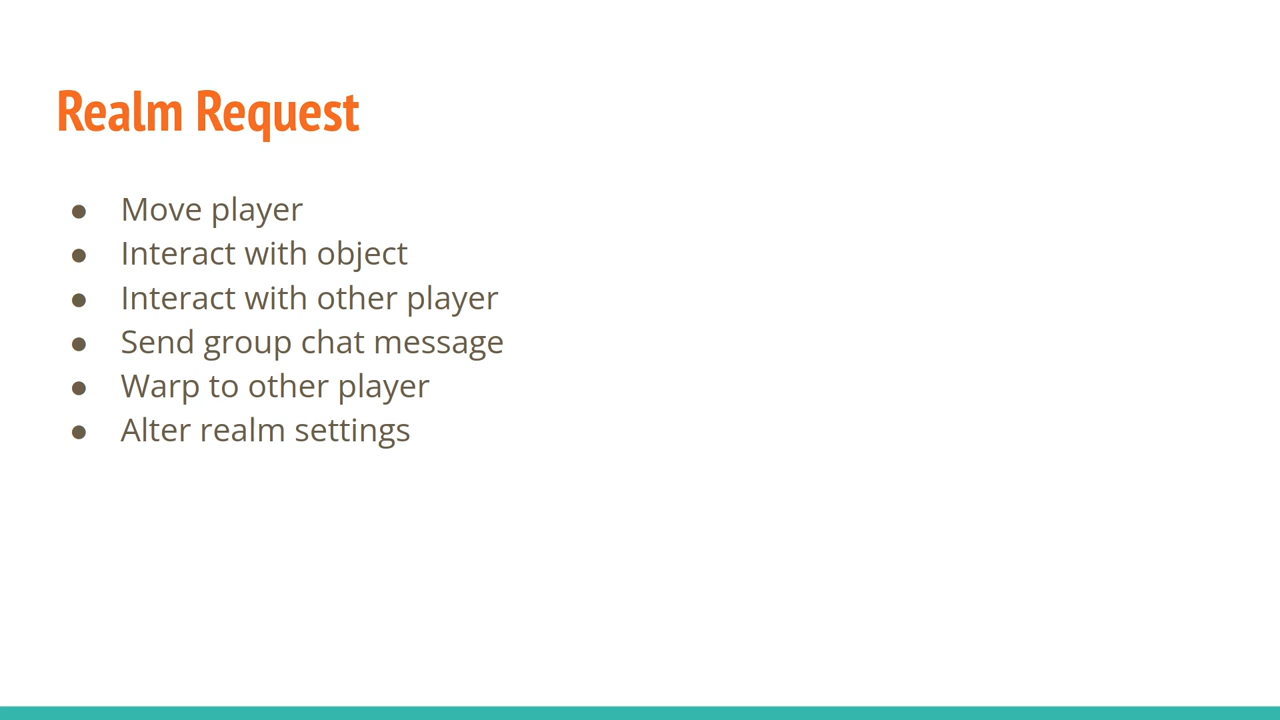 Realm Request
● Move player
● Interact with object
● Interact with other player
● Send group chat message
● Warp to other player
● Alter realm settings